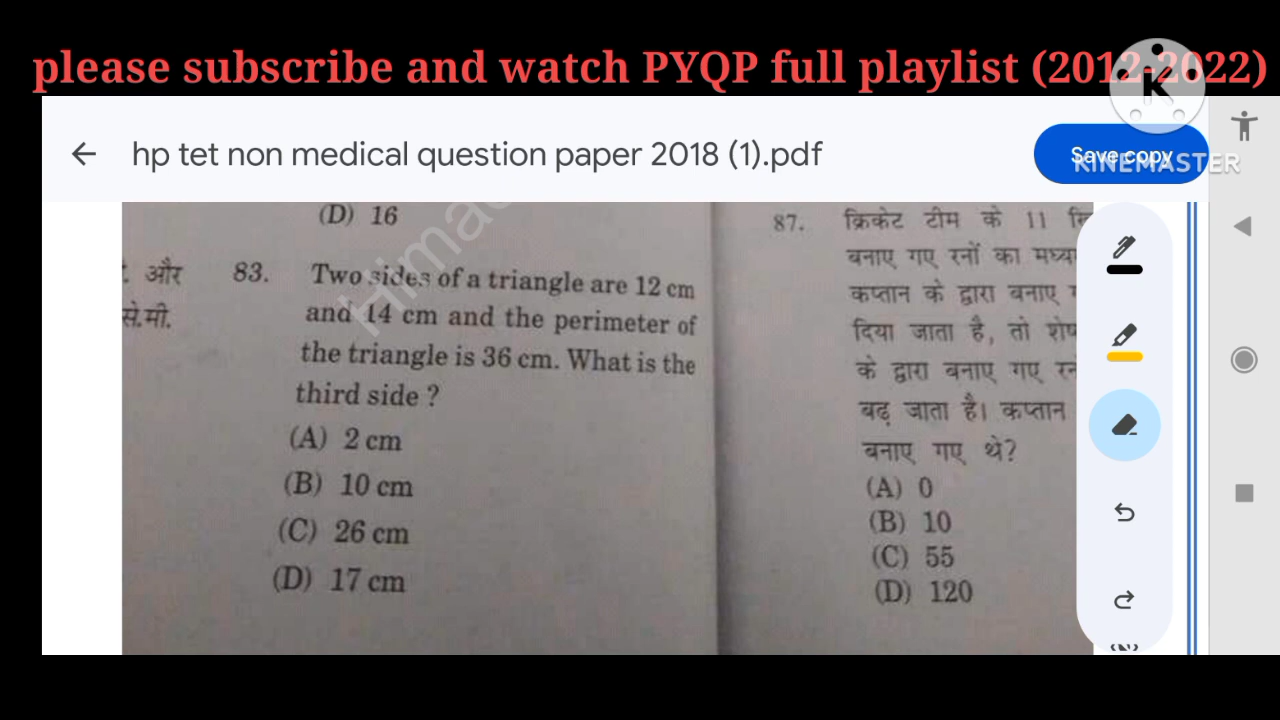 please subscribe and watch PYQP full playlist (2012-2022)
K
KINEMASTER
hp tet non medical question paper 2018 (1).pdf
Save copy
(D) 16
और
से.मी.
83. Two sides of a triangle are 12 cm
and 14 cm and the perimeter of
the triangle is 36 cm. What is the
third side ?
(A) 2 cm
(B) 10 cm
(C) 26 cm
(D) 17 cm
87. क्रिकेट टीम के 11
बनाए गए रनों का
कप्तान के द्वारा बनाए
दिया जाता है, तो
के द्वारा बनाए गए
बढ़ जाता है। कप्तान
बनाए गए थे?
(A) 0
(B) 10
(C) 55
(D) 120